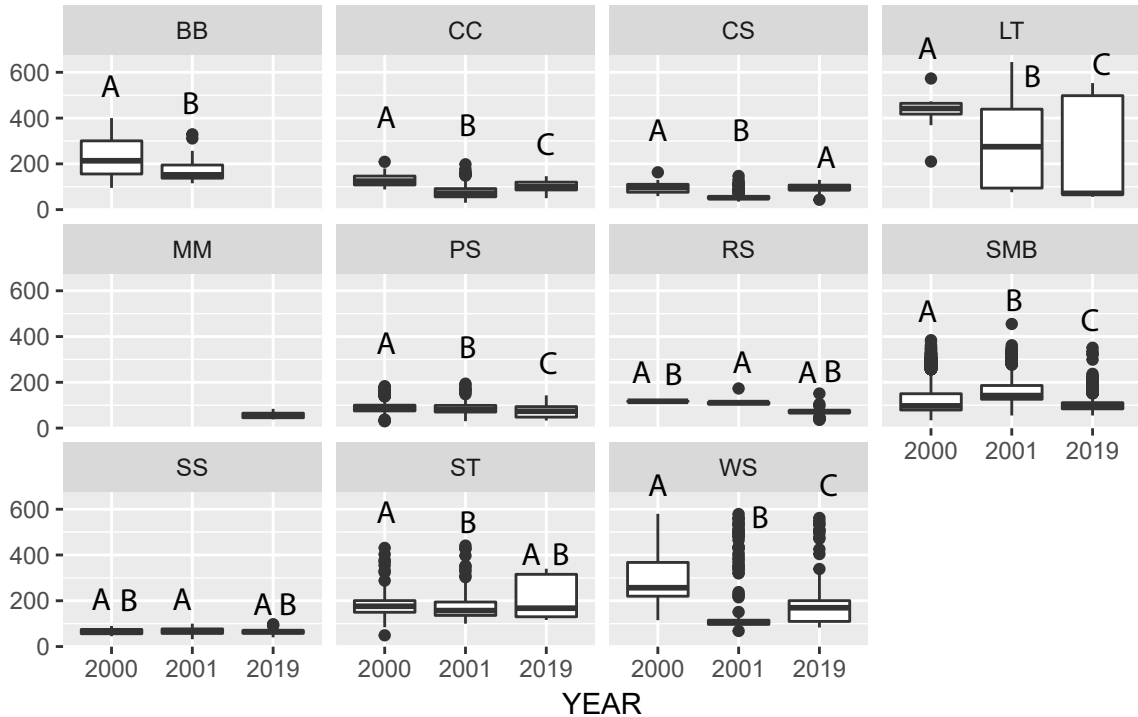 BB CC CS LT
600 A B A B C A B A A B C
400
200
0
MM PS RS SMB
600 A B C A B A A B A B C
400
200
0
2000 2001 2019
SS ST WS
600 A B A A B A B A B A B C
400
200
0
2000 2001 2019 2000 2001 2019 2000 2001 2019
YEAR